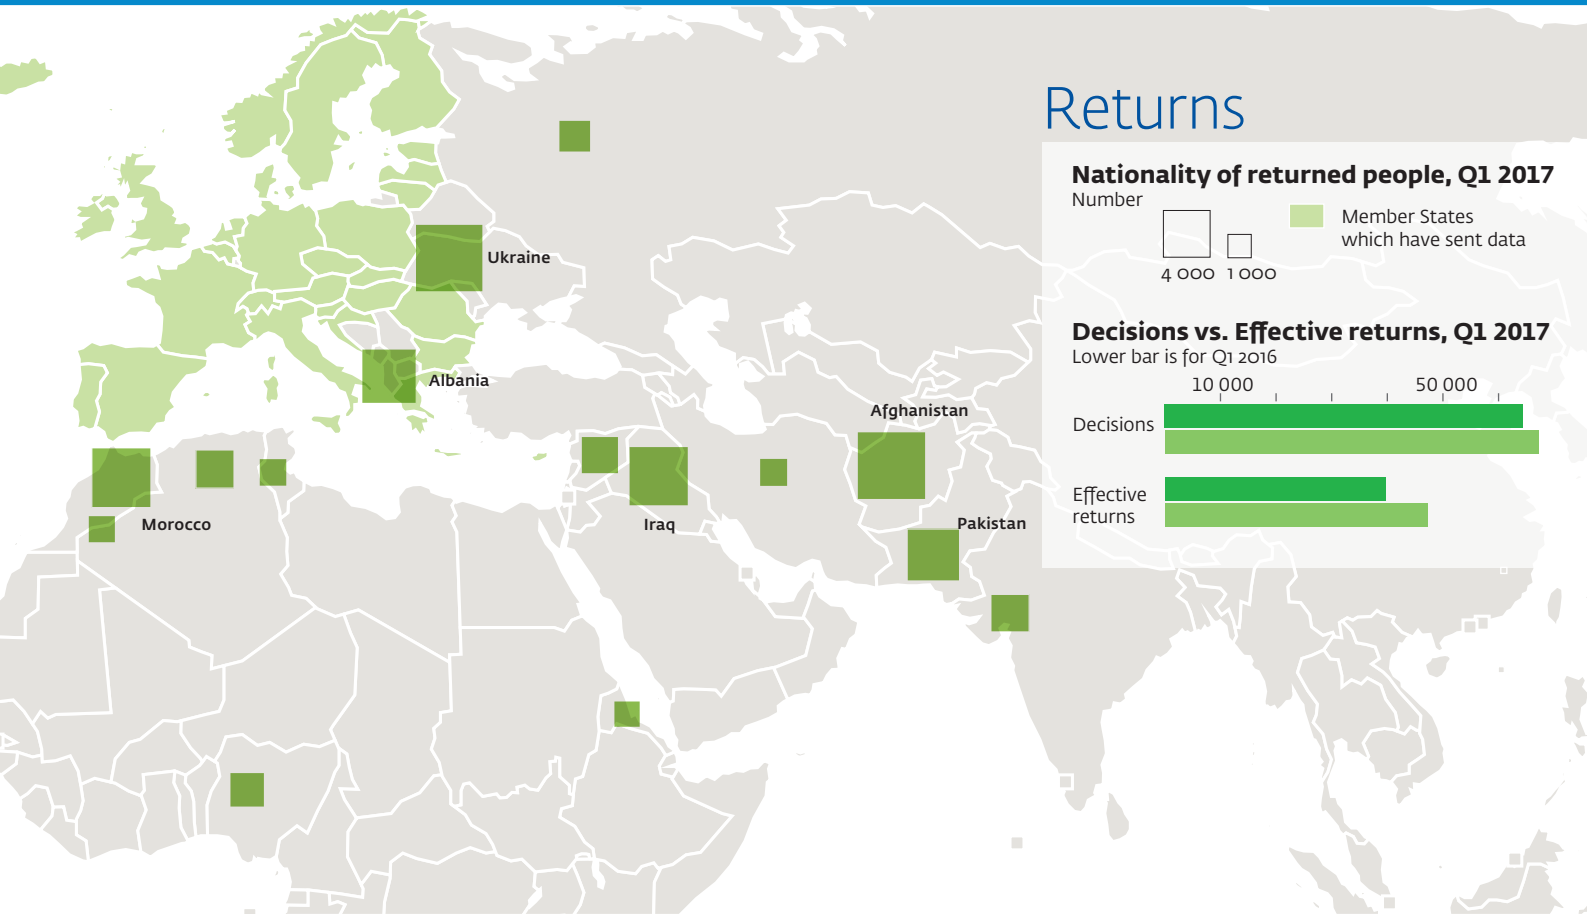 Returns
Nationality of returned people, Q1 2017
Number
Member States
which have sent data
4 000 1 000
Decisions vs. Effective returns, Q1 2017
Lower bar is for Q1 2016
10 000 50 000
Decisions
Effective
returns
Ukraine
Albania
Afghanistan
Morocco
Iraq
Pakistan